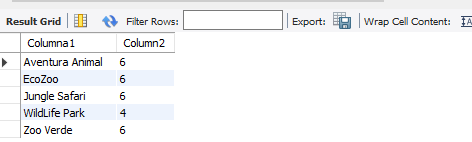 Result Grid Filter Rows: Export: Wrap Cell Content:
Columna1 Column2
Aventura Animal 6
EcoZoo 6
Jungle Safari 6
WildLife Park 4
Zoo Verde 6